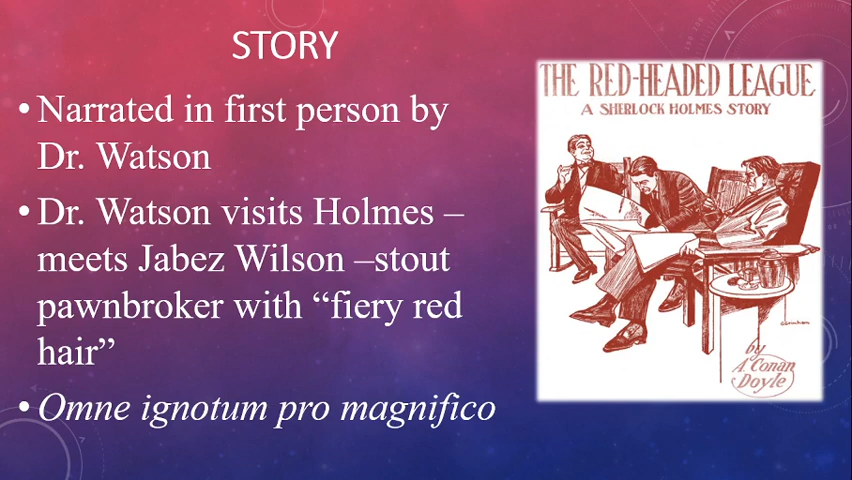 STORY
• Narrated in first person by
Dr. Watson
• Dr. Watson visits Holmes –
meets Jabez Wilson –stout
pawnbroker with “fiery red
hair”
• Omne ignotum pro magnifico
THE RED-HEADED LEAGUE
A SHERLOCK HOLMES STORY
by
A. Conan
Doyle